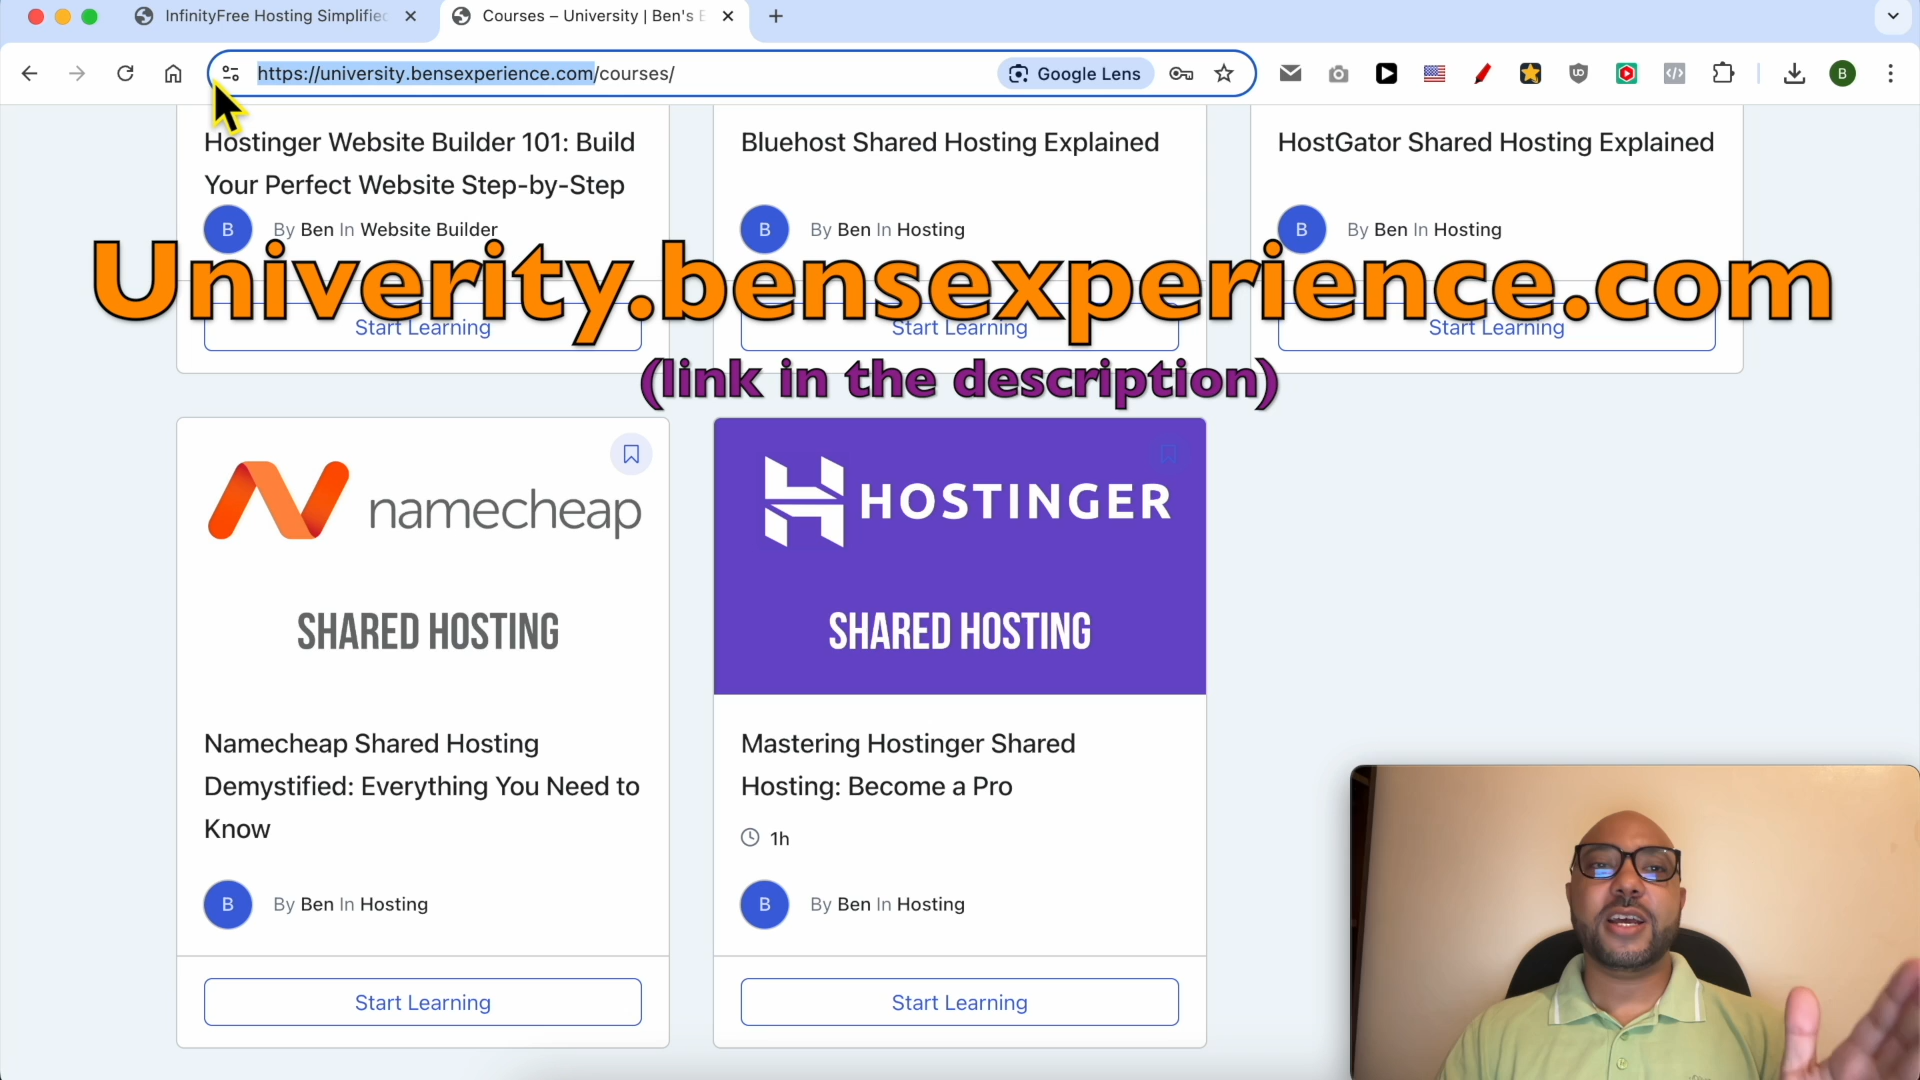 InfinityFree Hosting Simplified
Courses – University | Ben's E
https://university.bensexperience.com/courses/
Google Lens
B
Hostinger Website Builder 101: Build
Your Perfect Website Step-by-Step
B
By Ben In Website Builder
Start Learning
Bluehost Shared Hosting Explained
B
By Ben In Hosting
Start Learning
HostGator Shared Hosting Explained
B
By Ben In Hosting
Start Learning
Univerity.bensexperience.com
(link in the description)
namecheap
SHARED HOSTING
Namecheap Shared Hosting
Demystified: Everything You Need to
Know
B
By Ben In Hosting
Start Learning
HOSTINGER
SHARED HOSTING
Mastering Hostinger Shared
Hosting: Become a Pro
1h
B
By Ben In Hosting
Start Learning